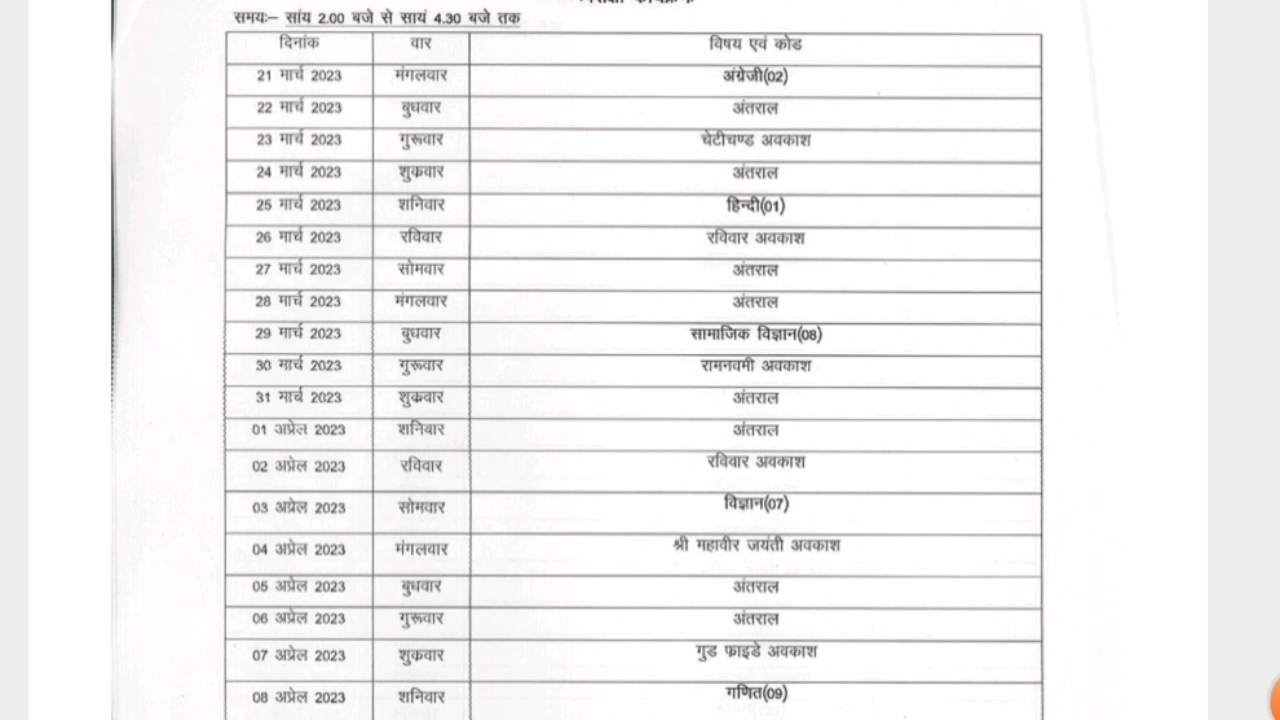 समयः– सांय 2.00 बजे से सायं 4.30 बजे तक
दिनांक वार विषय एवं कोड
21 मार्च 2023 मंगलवार अंग्रेजी(02)
22 मार्च 2023 बुधवार अंतराल
23 मार्च 2023 गुरूवार चेटीचण्ड अवकाश
24 मार्च 2023 शुक्रवार अंतराल
25 मार्च 2023 शनिवार हिन्दी(01)
26 मार्च 2023 रविवार रविवार अवकाश
27 मार्च 2023 सोमवार अंतराल
28 मार्च 2023 मंगलवार अंतराल
29 मार्च 2023 बुधवार सामाजिक विज्ञान(08)
30 मार्च 2023 गुरूवार रामनवमी अवकाश
31 मार्च 2023 शुक्रवार अंतराल
01 अप्रेल 2023 शनिवार अंतराल
02 अप्रेल 2023 रविवार रविवार अवकाश
03 अप्रेल 2023 सोमवार विज्ञान(07)
04 अप्रेल 2023 मंगलवार श्री महावीर जयंती अवकाश
05 अप्रेल 2023 बुधवार अंतराल
06 अप्रेल 2023 गुरूवार अंतराल
07 अप्रेल 2023 शुक्रवार गुड फ्राइडे अवकाश
08 अप्रेल 2023 शनिवार गणित(09)